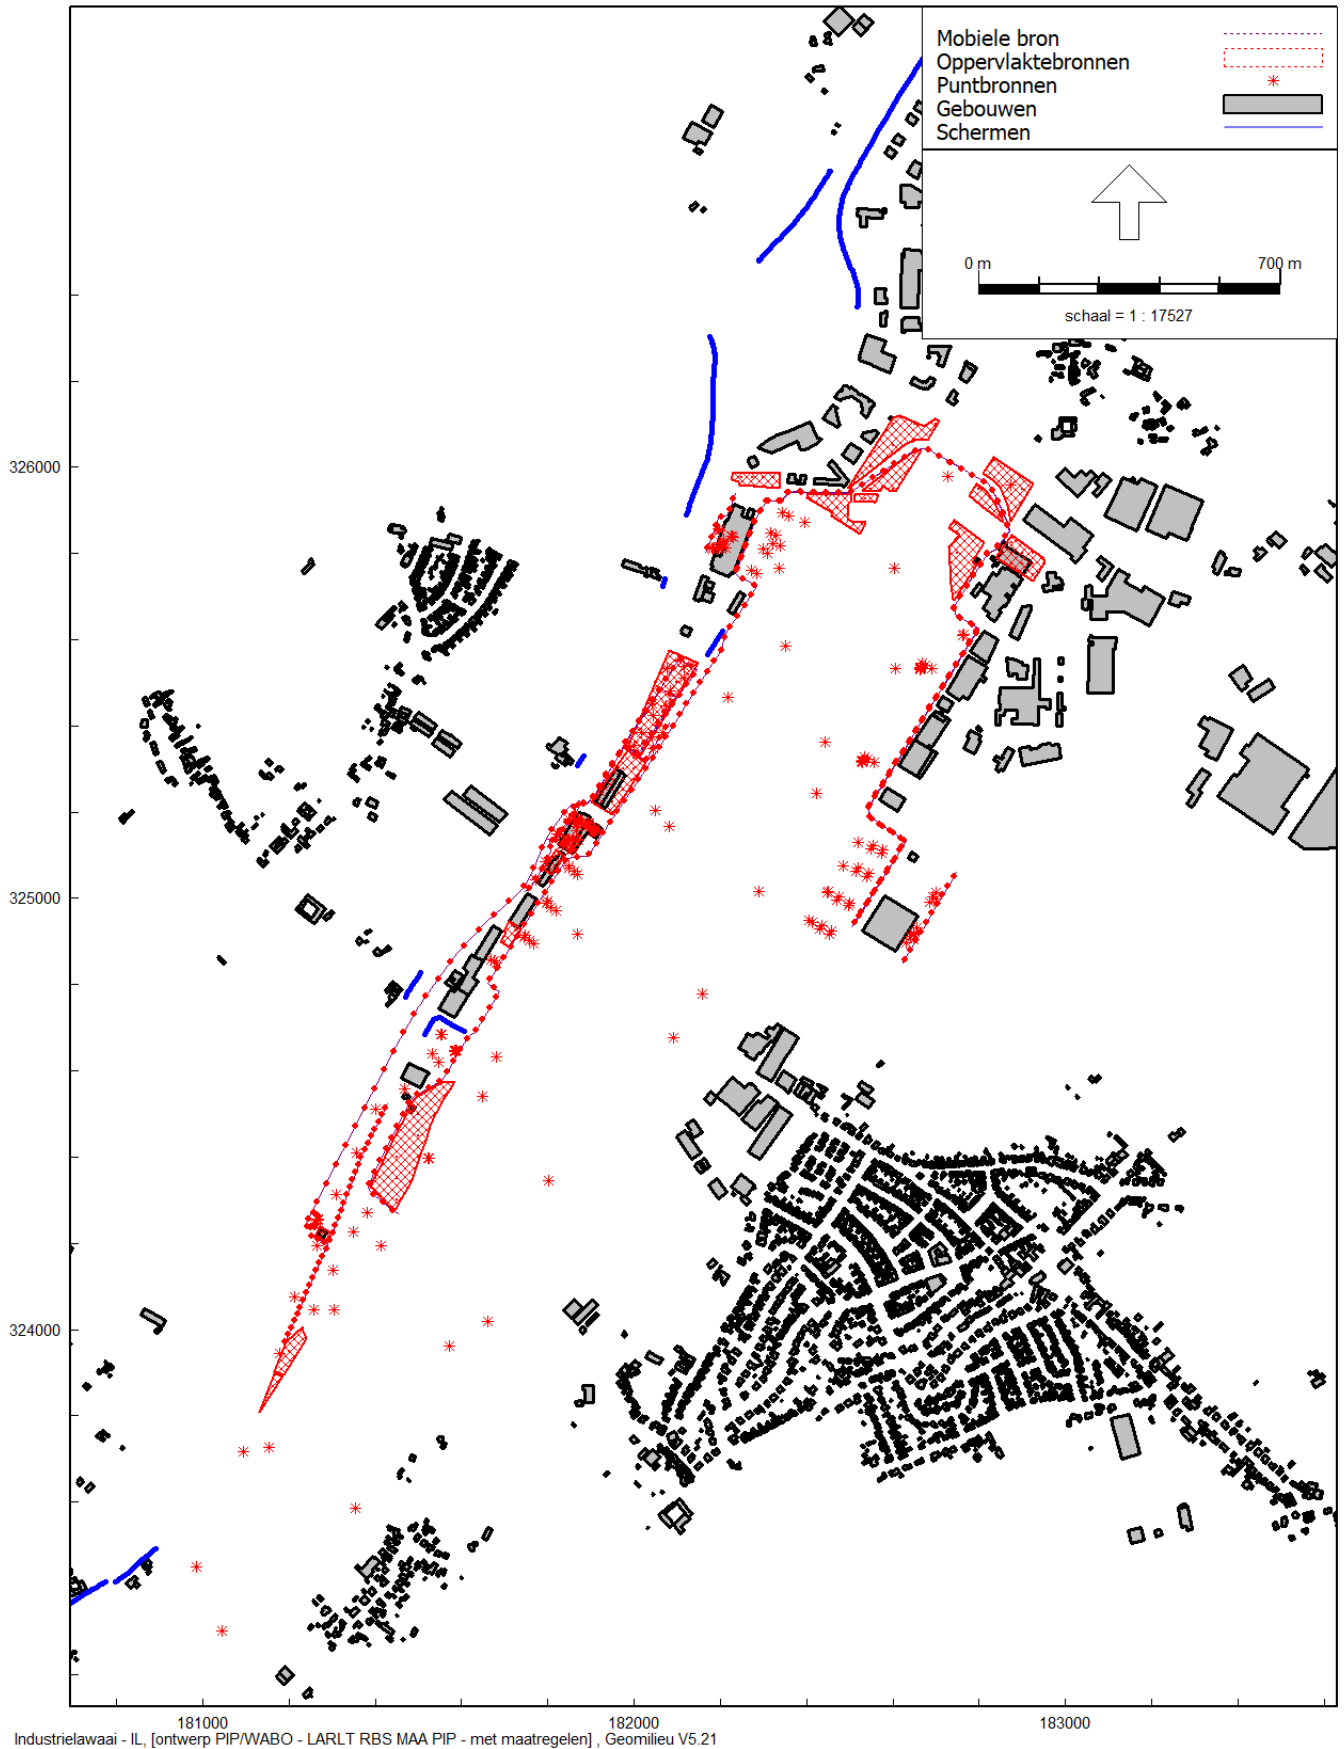 Mobiele bron
Oppervlaktebronnen
Puntbronnen
Gebouwen
Schermen
0 m 700 m
schaal = 1 : 17527
326000
325000
324000
181000 182000 183000
Industrielawaai - IL, [ontwerp PIP/WABO - LARLT RBS MAA PIP - met maatregelen] , Geomilieu V5.21